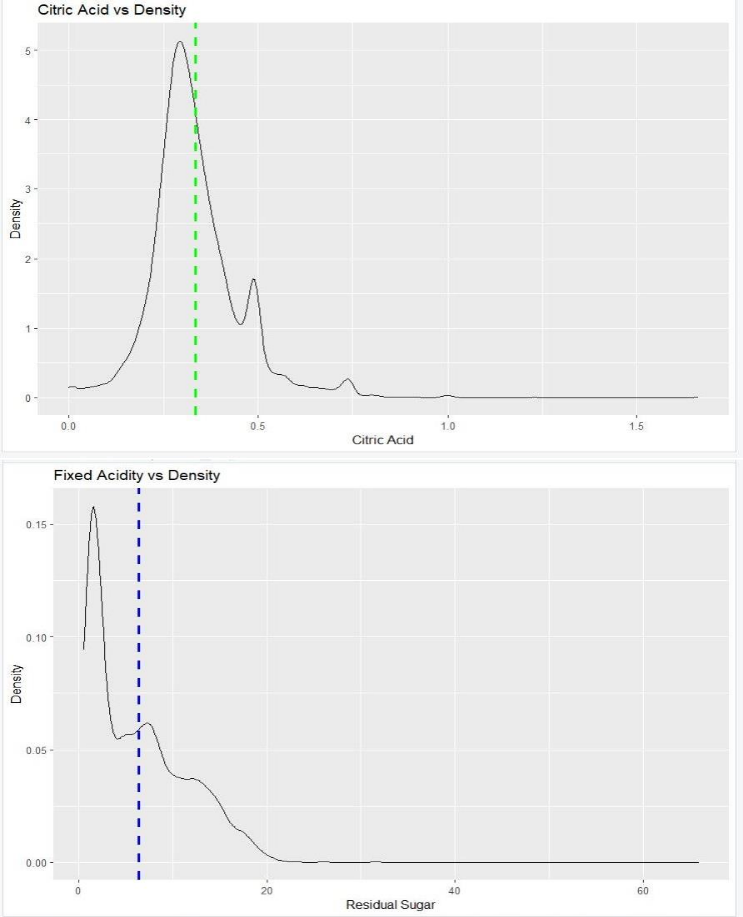 Citric Acid vs Density
5
4
3
2
1
0
Density
0.0 0.5 1.0 1.5
Citric Acid
Fixed Acidity vs Density
0.15
0.10
0.05
0.00
Density
0 20 40 60
Residual Sugar